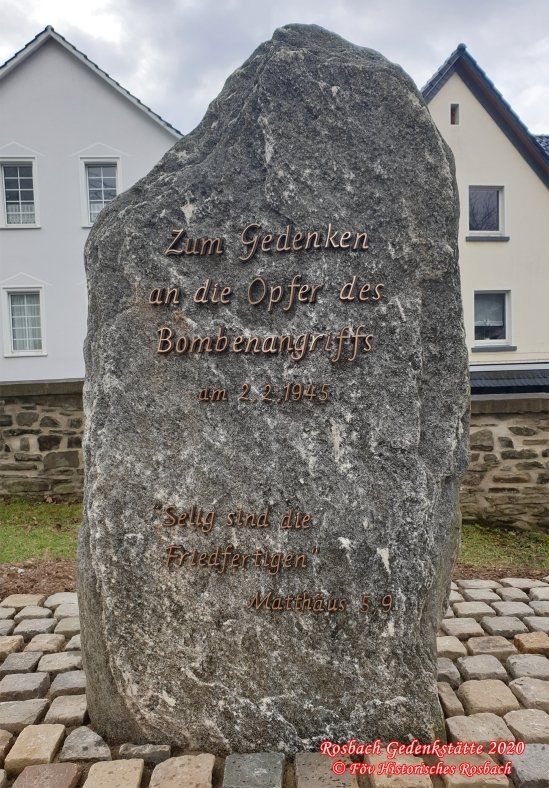 Zum Gedenken
an die Opfer des
Bombenangriffs
am 2.2.1945
"Selig sind die
Friedfertigen"
Matthäus 5 9
Rosbach Gedenkstätte 2020
© Föv Historisches Rosbach